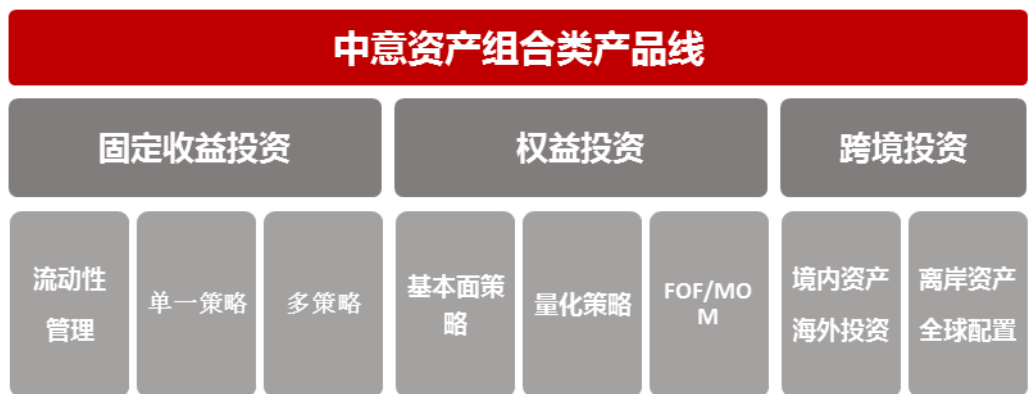 中意资产组合类产品线
固定收益投资
权益投资
跨境投资
流动性
管理
单一策略
多策略
基本面策
略
量化策略
FOF/MO
M
境内资产
海外投资
离岸资产
全球配置